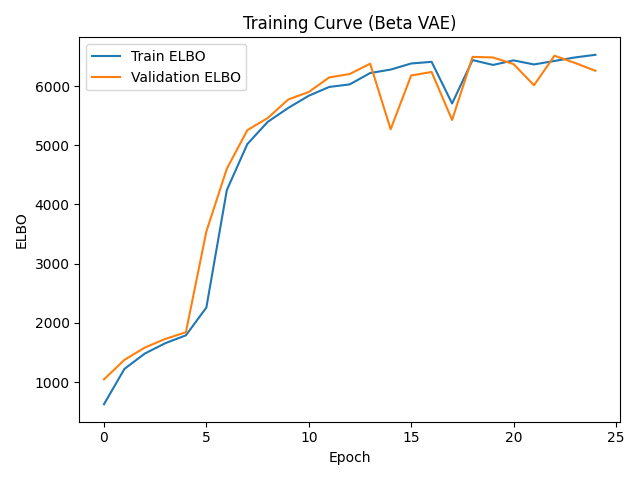 Training Curve (Beta VAE)
Train ELBO
Validation ELBO
6000
5000
4000
3000
2000
1000
ELBO
0 5 10 15 20 25
Epoch